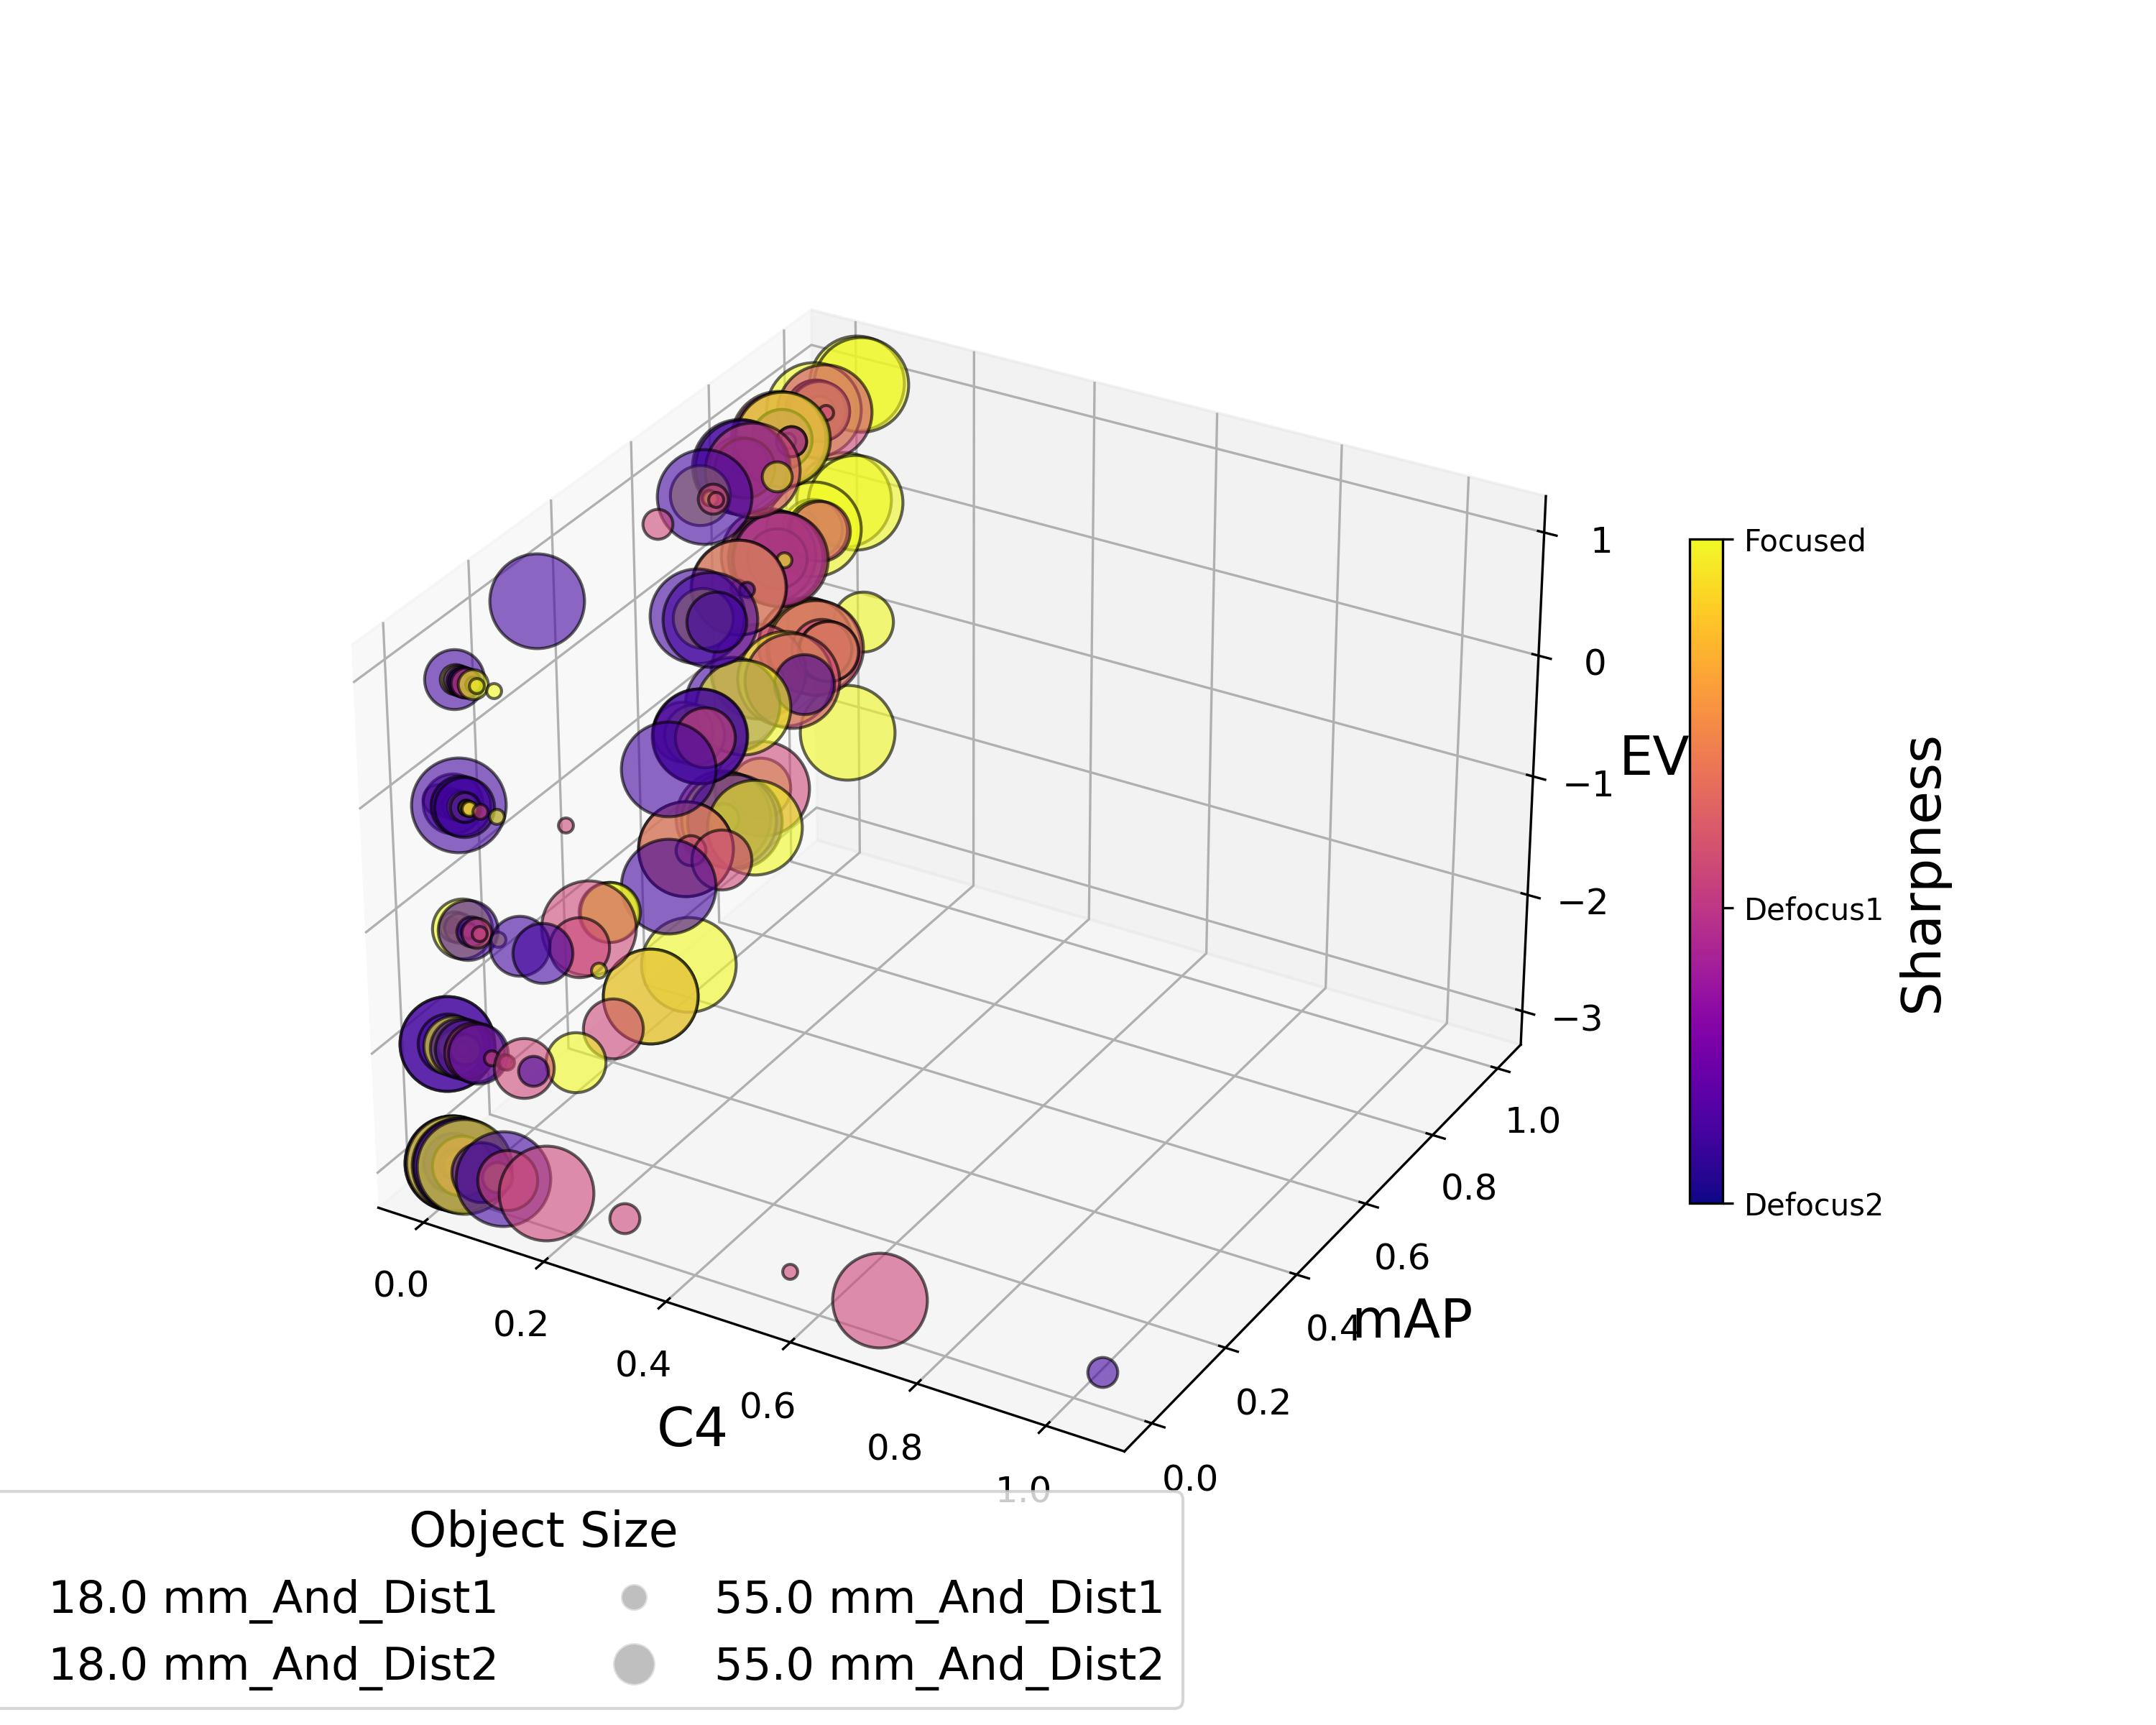 1
0
−1
−2
−3
EV
Focused
Defocus1
Defocus2
Sharpness
1.0
0.8
0.6
0.4
0.2
0.0
mAP
0.0
0.2
0.4
0.6
0.8
1.0
C4
Object Size
18.0 mm_And_Dist1
55.0 mm_And_Dist1
18.0 mm_And_Dist2
55.0 mm_And_Dist2